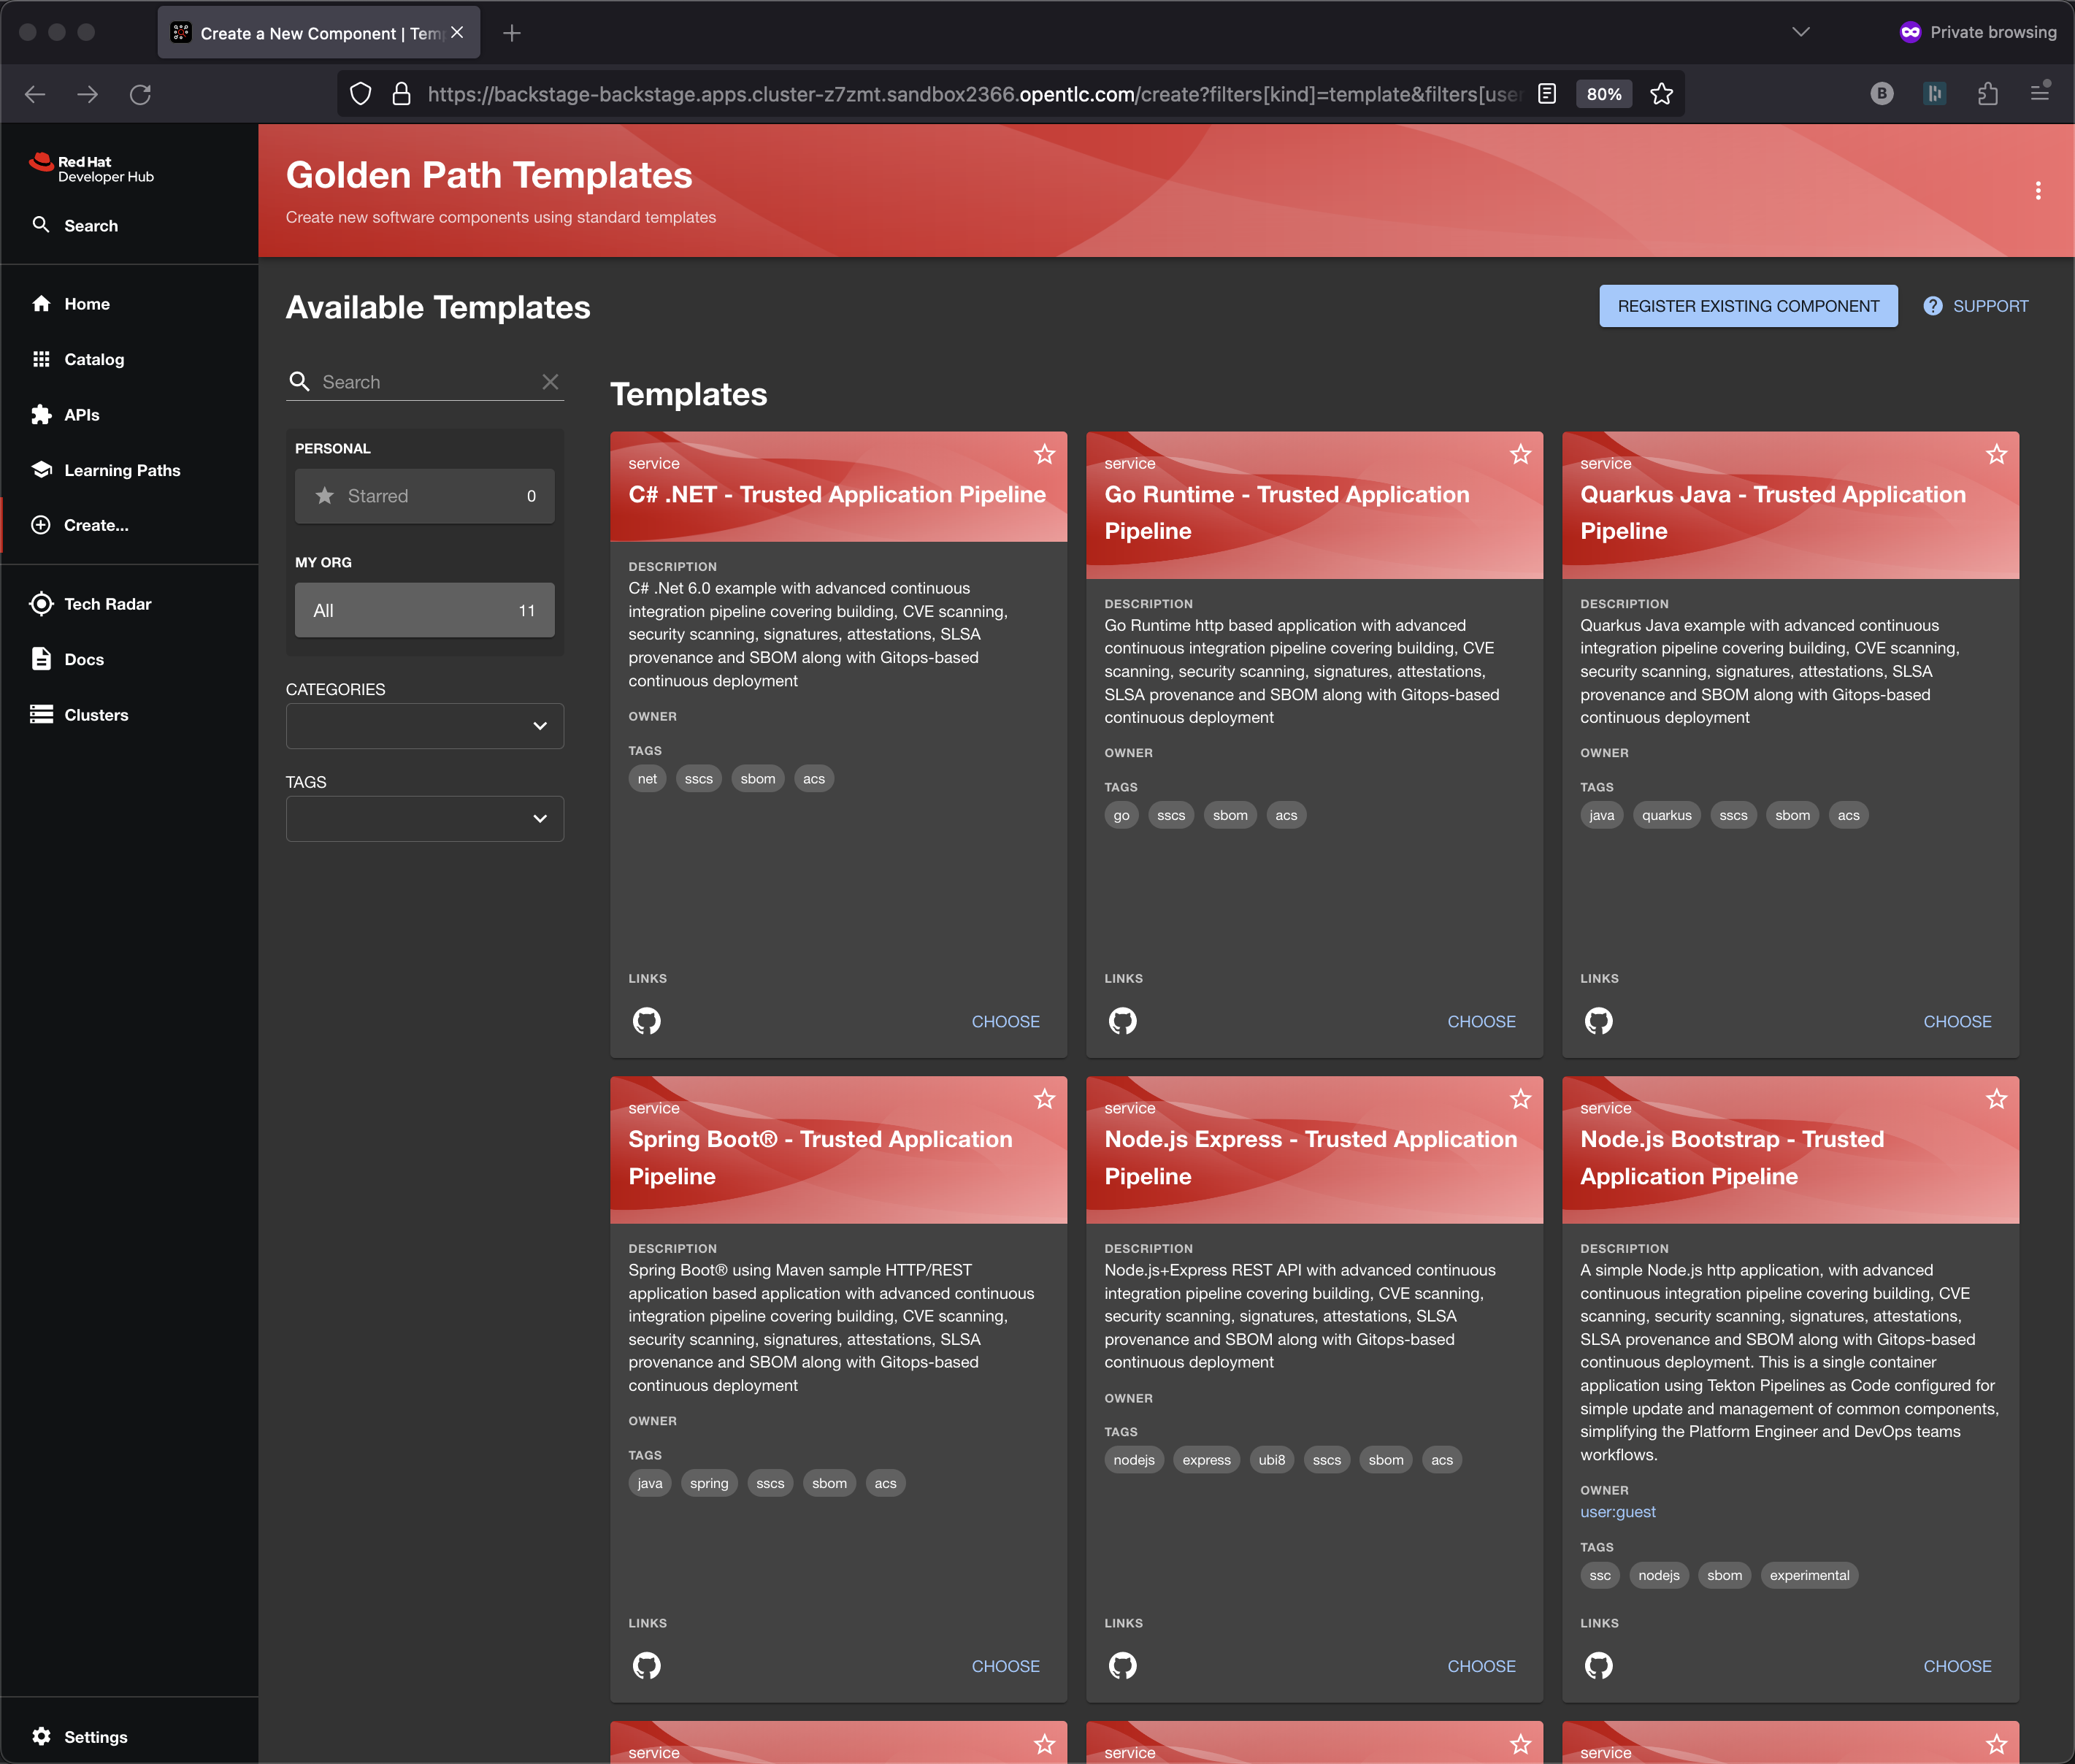 Create a New Component | Tem
Private browsing
https://backstage-backstage.apps.cluster-z7zmt.sandbox2366.opentlc.com/create?filters[kind]=template&filters[user
80%
B
Red Hat
Developer Hub
Search
Home
Catalog
APIs
Learning Paths
Create...
Tech Radar
Docs
Clusters
Settings
Golden Path Templates
Create new software components using standard templates
Available Templates
REGISTER EXISTING COMPONENT
? SUPPORT
Search
PERSONAL
Starred 0
MY ORG
All 11
CATEGORIES
TAGS
Templates
service
C# .NET - Trusted Application Pipeline
DESCRIPTION
C# .Net 6.0 example with advanced continuous
integration pipeline covering building, CVE scanning,
security scanning, signatures, attestations, SLSA
provenance and SBOM along with Gitops-based
continuous deployment
OWNER
TAGS
net sscs sbom acs
LINKS
CHOOSE
service
Go Runtime - Trusted Application
Pipeline
DESCRIPTION
Go Runtime http based application with advanced
continuous integration pipeline covering building, CVE
scanning, security scanning, signatures, attestations,
SLSA provenance and SBOM along with Gitops-based
continuous deployment
OWNER
TAGS
go sscs sbom acs
LINKS
CHOOSE
service
Quarkus Java - Trusted Application
Pipeline
DESCRIPTION
Quarkus Java example with advanced continuous
integration pipeline covering building, CVE scanning,
security scanning, signatures, attestations, SLSA
provenance and SBOM along with Gitops-based
continuous deployment
OWNER
TAGS
java quarkus sscs sbom acs
LINKS
CHOOSE
service
Spring Boot® - Trusted Application
Pipeline
DESCRIPTION
Spring Boot® using Maven sample HTTP/REST
application based application with advanced continuous
integration pipeline covering building, CVE scanning,
security scanning, signatures, attestations, SLSA
provenance and SBOM along with Gitops-based
continuous deployment
OWNER
TAGS
java spring sscs sbom acs
LINKS
CHOOSE
service
Node.js Express - Trusted Application
Pipeline
DESCRIPTION
Node.js+Express REST API with advanced continuous
integration pipeline covering building, CVE scanning,
security scanning, signatures, attestations, SLSA
provenance and SBOM along with Gitops-based
continuous deployment
OWNER
TAGS
nodejs express ubi8 sscs sbom acs
LINKS
CHOOSE
service
Node.js Bootstrap - Trusted
Application Pipeline
DESCRIPTION
A simple Node.js http application, with advanced
continuous integration pipeline covering building, CVE
scanning, security scanning, signatures, attestations,
SLSA provenance and SBOM along with Gitops-based
continuous deployment. This is a single container
application using Tekton Pipelines as Code configured for
simple update and management of common components,
simplifying the Platform Engineer and DevOps teams
workflows.
OWNER
user:guest
TAGS
ssc nodejs sbom experimental
LINKS
CHOOSE
service
service
service